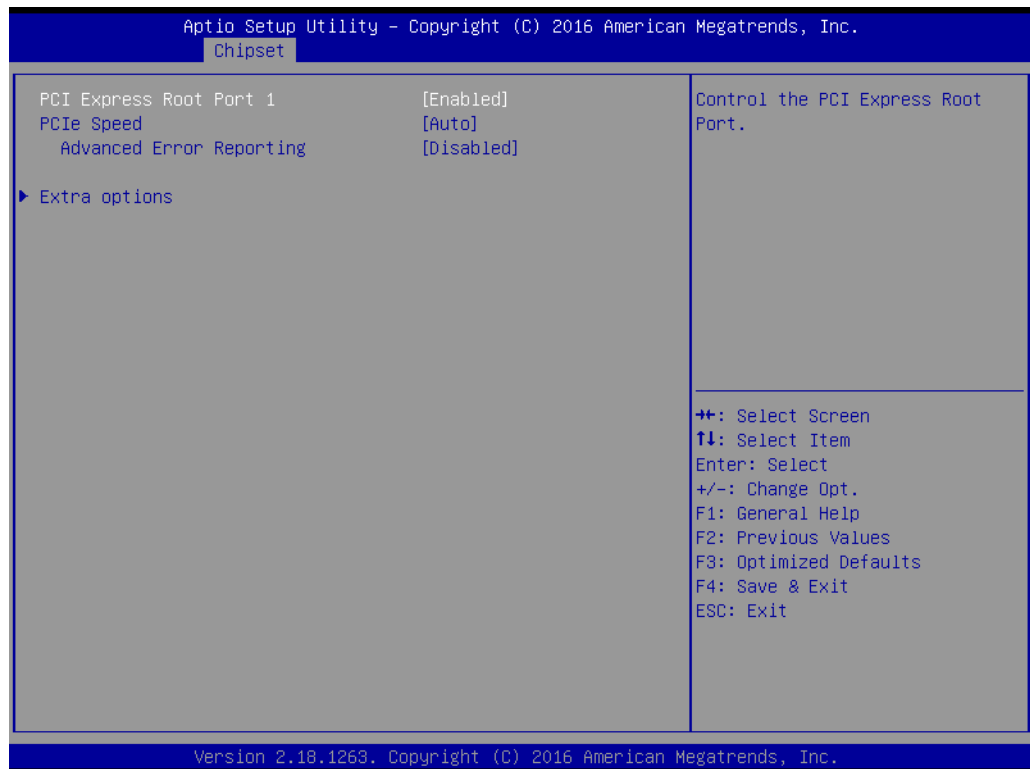 Aptio Setup Utility – Copyright (C) 2016 American Megatrends, Inc.
Chipset
PCI Express Root Port 1 [Enabled]
PCIe Speed [Auto]
Advanced Error Reporting [Disabled]
Extra options
Control the PCI Express Root
Port.
→←: Select Screen
↑↓: Select Item
Enter: Select
+/-: Change Opt.
F1: General Help
F2: Previous Values
F3: Optimized Defaults
F4: Save & Exit
ESC: Exit
Version 2.18.1263. Copyright (C) 2016 American Megatrends, Inc.